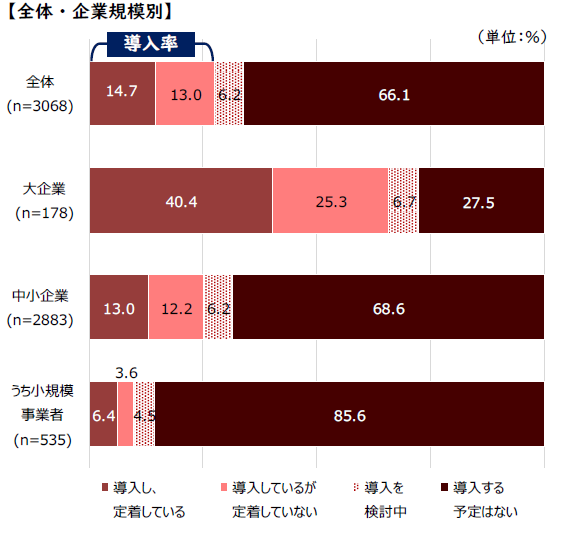 【全体・企業規模別】
導入率
（単位：％）
全体
(n=3068)
14.7
13.0
6.2
66.1
大企業
(n=178)
40.4
25.3
6.7
27.5
中小企業
(n=2883)
13.0
12.2
6.2
68.6
うち小規模
事業者
(n=535)
6.4
3.6
4.5
85.6
導入し、
定着している
導入しているが
定着していない
導入を
検討中
導入する
予定はない